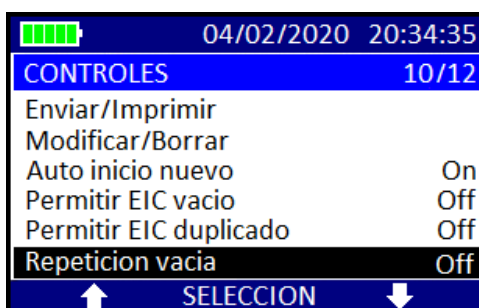 04/02/2020 20:34:35
CONTROLES 10/12
Enviar/Imprimir
Modificar/Borrar
Auto inicio nuevo On
Permitir EIC vacio Off
Permitir EIC duplicado Off
Repeticion vacia Off
SELECCION